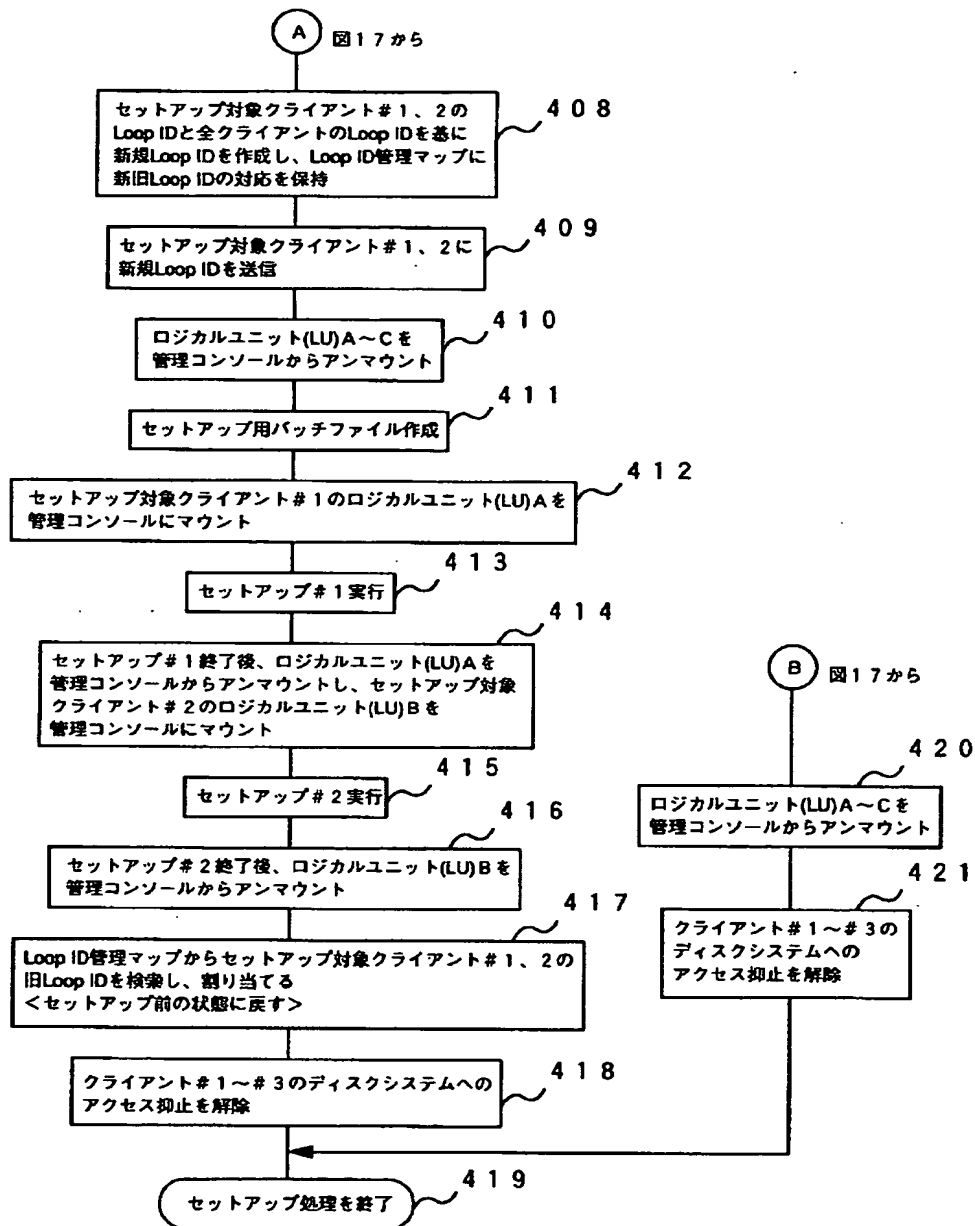 A 図17から
セットアップ対象クライアント#1、2の
Loop IDと全クライアントのLoop IDを基に
新規Loop IDを作成し、Loop ID管理マップに
新旧Loop IDの対応を保持
408
セットアップ対象クライアント#1、2に
新規Loop IDを送信
409
ロジカルユニット(LU)A～Cを
管理コンソールからアンマウント
410
セットアップ用バッチファイル作成
411
セットアップ対象クライアント#1のロジカルユニット(LU)Aを
管理コンソールにマウント
412
セットアップ#1実行
413
セットアップ#1終了後、ロジカルユニット(LU)Aを
管理コンソールからアンマウントし、セットアップ対象
クライアント#2のロジカルユニット(LU)Bを
管理コンソールにマウント
414
セットアップ#2実行
415
セットアップ#2終了後、ロジカルユニット(LU)Bを
管理コンソールからアンマウント
416
Loop ID管理マップからセットアップ対象クライアント#1、2の
旧Loop IDを検索し、割り当てる
<セットアップ前の状態に戻す>
417
クライアント#1～#3のディスクシステムへの
アクセス抑止を解除
418
B 図17から
ロジカルユニット(LU)A～Cを
管理コンソールからアンマウント
420
クライアント#1～#3の
ディスクシステムへの
アクセス抑止を解除
421
セットアップ処理を終了
419